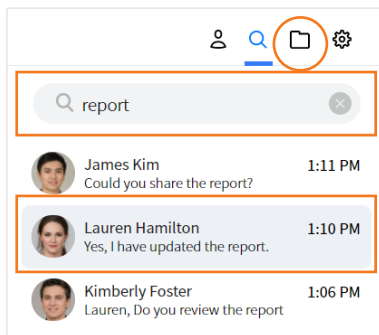 report
James Kim 1:11 PM
Could you share the report?
Lauren Hamilton 1:10 PM
Yes, I have updated the report.
Kimberly Foster 1:06 PM
Lauren, Do you review the report